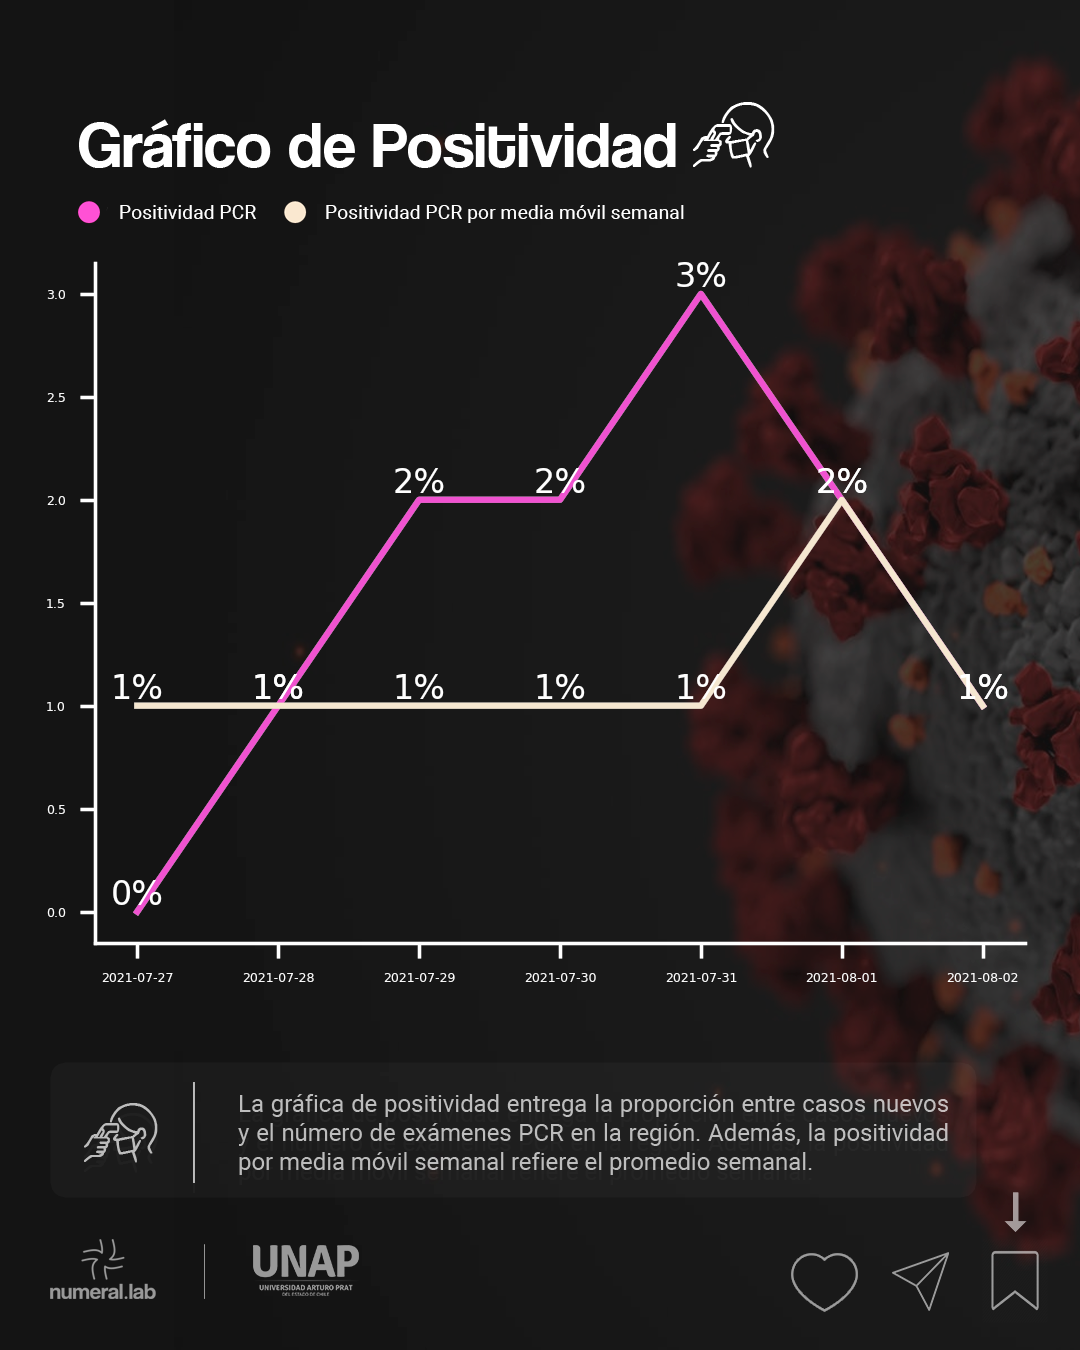 Gráfico de Positividad
Positividad PCR
Positividad PCR por media móvil semanal
3%
3.0
2.5
2% 2% 2%
2.0
1.5
1% 1% 1% 1% 1% 1%
1.0
0.5
0%
0.0
2021-07-27 2021-07-28 2021-07-29 2021-07-30 2021-07-31 2021-08-01 2021-08-02
La gráfica de positividad entrega la proporción entre casos nuevos
y el número de exámenes PCR en la región. Además, la positividad
por media móvil semanal refiere el promedio semanal.
numeral.lab
UNAP
UNIVERSIDAD ARTURO PRAT
DEL ESTADO DE CHILE